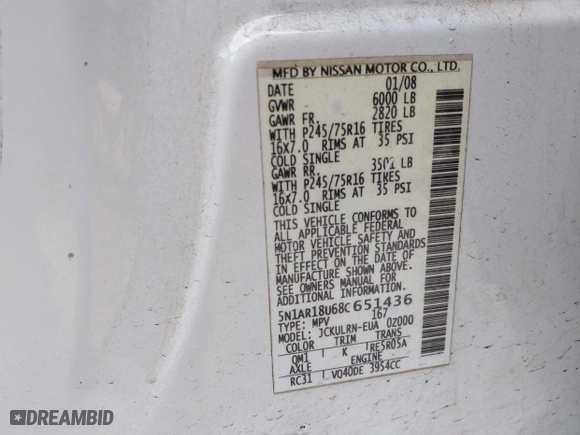 MFD BY NISSAN MOTOR CO., LTD.
DATE 01/08
GVWR 6000 LB
GAWR FR. 2820 LB
WITH P245/75R16 TIRES
16x7.0 RIMS AT 35 PSI
COLD SINGLE
GAWR RR. 3501 LB
WITH P245/75R16 TIRES
16x7.0 RIMS AT 35 PSI
COLD SINGLE
THIS VEHICLE CONFORMS TO
ALL APPLICABLE FEDERAL
MOTOR VEHICLE SAFETY AND
THEFT PREVENTION STANDARDS
IN EFFECT ON THE DATE OF
MANUFACTURE SHOWN ABOVE.
SEE OWNERS MANUAL FOR
ADDITIONAL INFORMATION
5N1AR18U68C651436
TYPE: MPV 167
MODEL: JCKULRN-EUA 0Z000
COLOR TRIM TRANS
QM1 K RE5R05A
AXLE ENGINE
RC31 VQ40DE 3954CC
DREAMBID